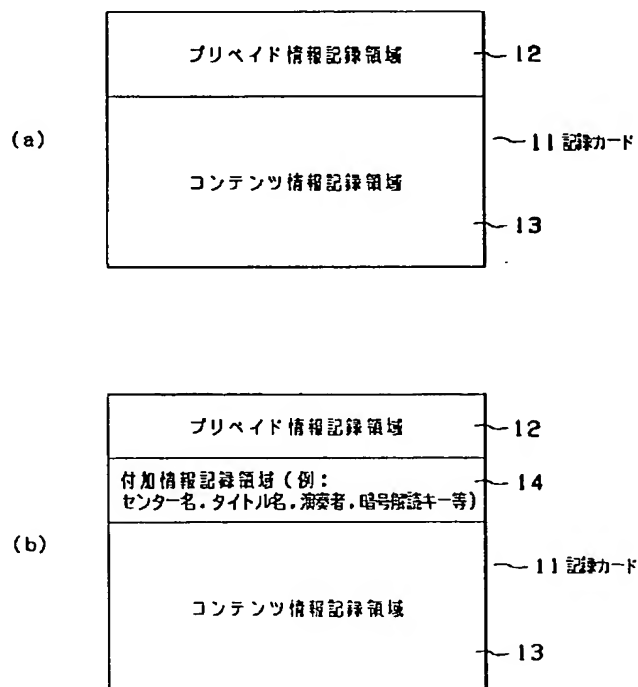 プリペイド情報記録領域
12
(a)
11 記録カード
コンテンツ情報記録領域
13
プリペイド情報記録領域
12
付加情報記録領域(例:
センター名,タイトル名,演奏者,暗号解読キー等)
14
(b)
11 記録カード
コンテンツ情報記録領域
13